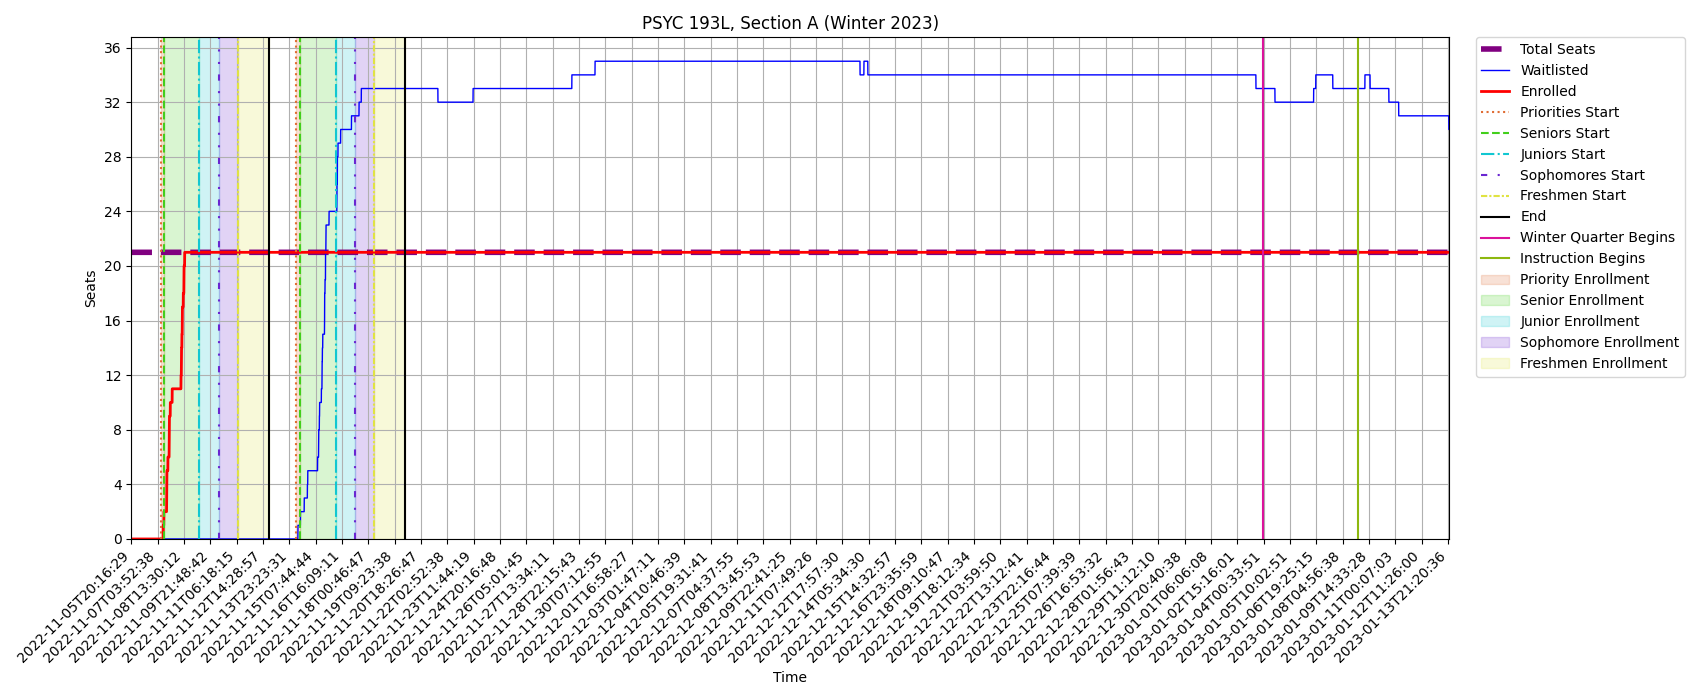 PSYC 193L, Section A (Winter 2023)
36
32
28
24
20
16
12
8
4
0
Seats
2022-11-05T20:16:29
2022-11-07T03:52:38
2022-11-08T13:30:12
2022-11-09T21:48:42
2022-11-11T06:18:15
2022-11-12T14:28:57
2022-11-13T23:23:31
2022-11-15T07:44:44
2022-11-16T16:09:11
2022-11-18T00:46:47
2022-11-19T09:23:38
2022-11-20T18:26:47
2022-11-22T02:52:38
2022-11-23T11:44:19
2022-11-24T20:16:48
2022-11-26T05:01:45
2022-11-27T13:34:11
2022-11-28T22:15:43
2022-11-30T07:12:55
2022-12-01T16:58:27
2022-12-03T01:47:11
2022-12-04T10:46:39
2022-12-05T19:31:41
2022-12-07T04:37:55
2022-12-08T13:45:53
2022-12-09T22:41:25
2022-12-11T07:49:26
2022-12-12T17:57:30
2022-12-14T05:34:30
2022-12-15T14:32:57
2022-12-16T23:35:59
2022-12-18T09:10:47
2022-12-19T18:12:34
2022-12-21T03:59:50
2022-12-22T13:12:41
2022-12-23T22:16:44
2022-12-25T07:39:39
2022-12-26T16:53:32
2022-12-28T01:56:43
2022-12-29T11:12:10
2022-12-30T20:40:38
2023-01-01T06:06:08
2023-01-02T15:16:01
2023-01-04T00:33:51
2023-01-05T10:02:51
2023-01-06T19:25:15
2023-01-08T04:56:38
2023-01-09T14:33:28
2023-01-11T00:07:03
2023-01-12T11:26:00
2023-01-13T21:20:36
Time
Total Seats
Waitlisted
Enrolled
Priorities Start
Seniors Start
Juniors Start
Sophomores Start
Freshmen Start
End
Winter Quarter Begins
Instruction Begins
Priority Enrollment
Senior Enrollment
Junior Enrollment
Sophomore Enrollment
Freshmen Enrollment